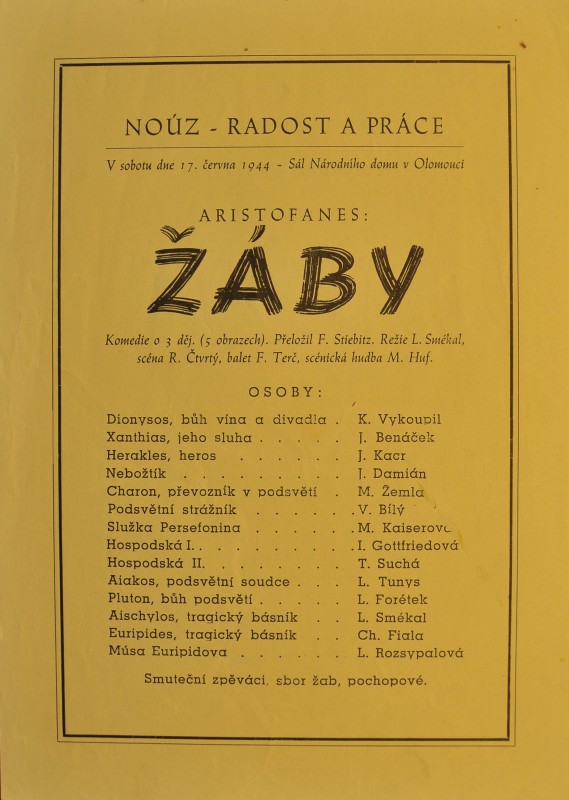 NOÚZ - RADOST A PRÁCE
V sobotu dne 17. června 1944 - Sál Národního domu v Olomouci
ARISTOFANES:
ŽÁBY
Komedie o 3 děj. (5 obrazech). Přeložil F. Stiebitz. Režie L. Smékal,
scéna R. Čtvrtý, balet F. Terč, scénická hudba M. Huf.
OSOBY:
Dionysos, bůh vína a divadla . K. Vykoupil
Xanthias, jeho sluha . . . . . J. Benáček
Herakles, heros . . . . . . J. Kacr
Nebožtík . . . . . . . . . J. Damián
Charon, převozník v podsvětí . M. Žemla
Podsvětní strážník . . . . . . V. Bílý
Služka Persefonina . . . . . . M. Kaiserova
Hospodská I. . . . . . . . . . I. Gottfriedová
Hospodská II. . . . . . . . T. Suchá
Aiakos, podsvětní soudce . . . L. Tunys
Pluton, bůh podsvětí . . . . . L. Forétek
Aischylos, tragický básník . . L. Smékal
Euripides, tragický básník . . Ch. Fiala
Músa Euripidova . . . . . . L. Rozsypalová
Smuteční zpěváci, sbor žab, pochopové.